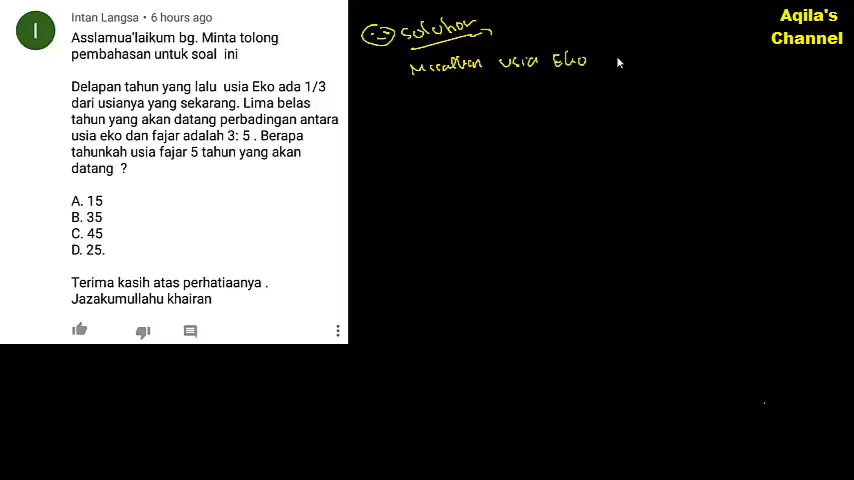 Intan Langsa • 6 hours ago
Asslamua'laikum bg. Minta tolong
pembahasan untuk soal ini
Delapan tahun yang lalu usia Eko ada 1/3
dari usianya yang sekarang. Lima belas
tahun yang akan datang perbadingan antara
usia eko dan fajar adalah 3: 5 . Berapa
tahunkah usia fajar 5 tahun yang akan
datang ?
A. 15
B. 35
C. 45
D. 25.
Terima kasih atas perhatiaanya .
Jazakumullahu khairan
I
Solution
Misalkan usia Eko
Aqila's
Channel